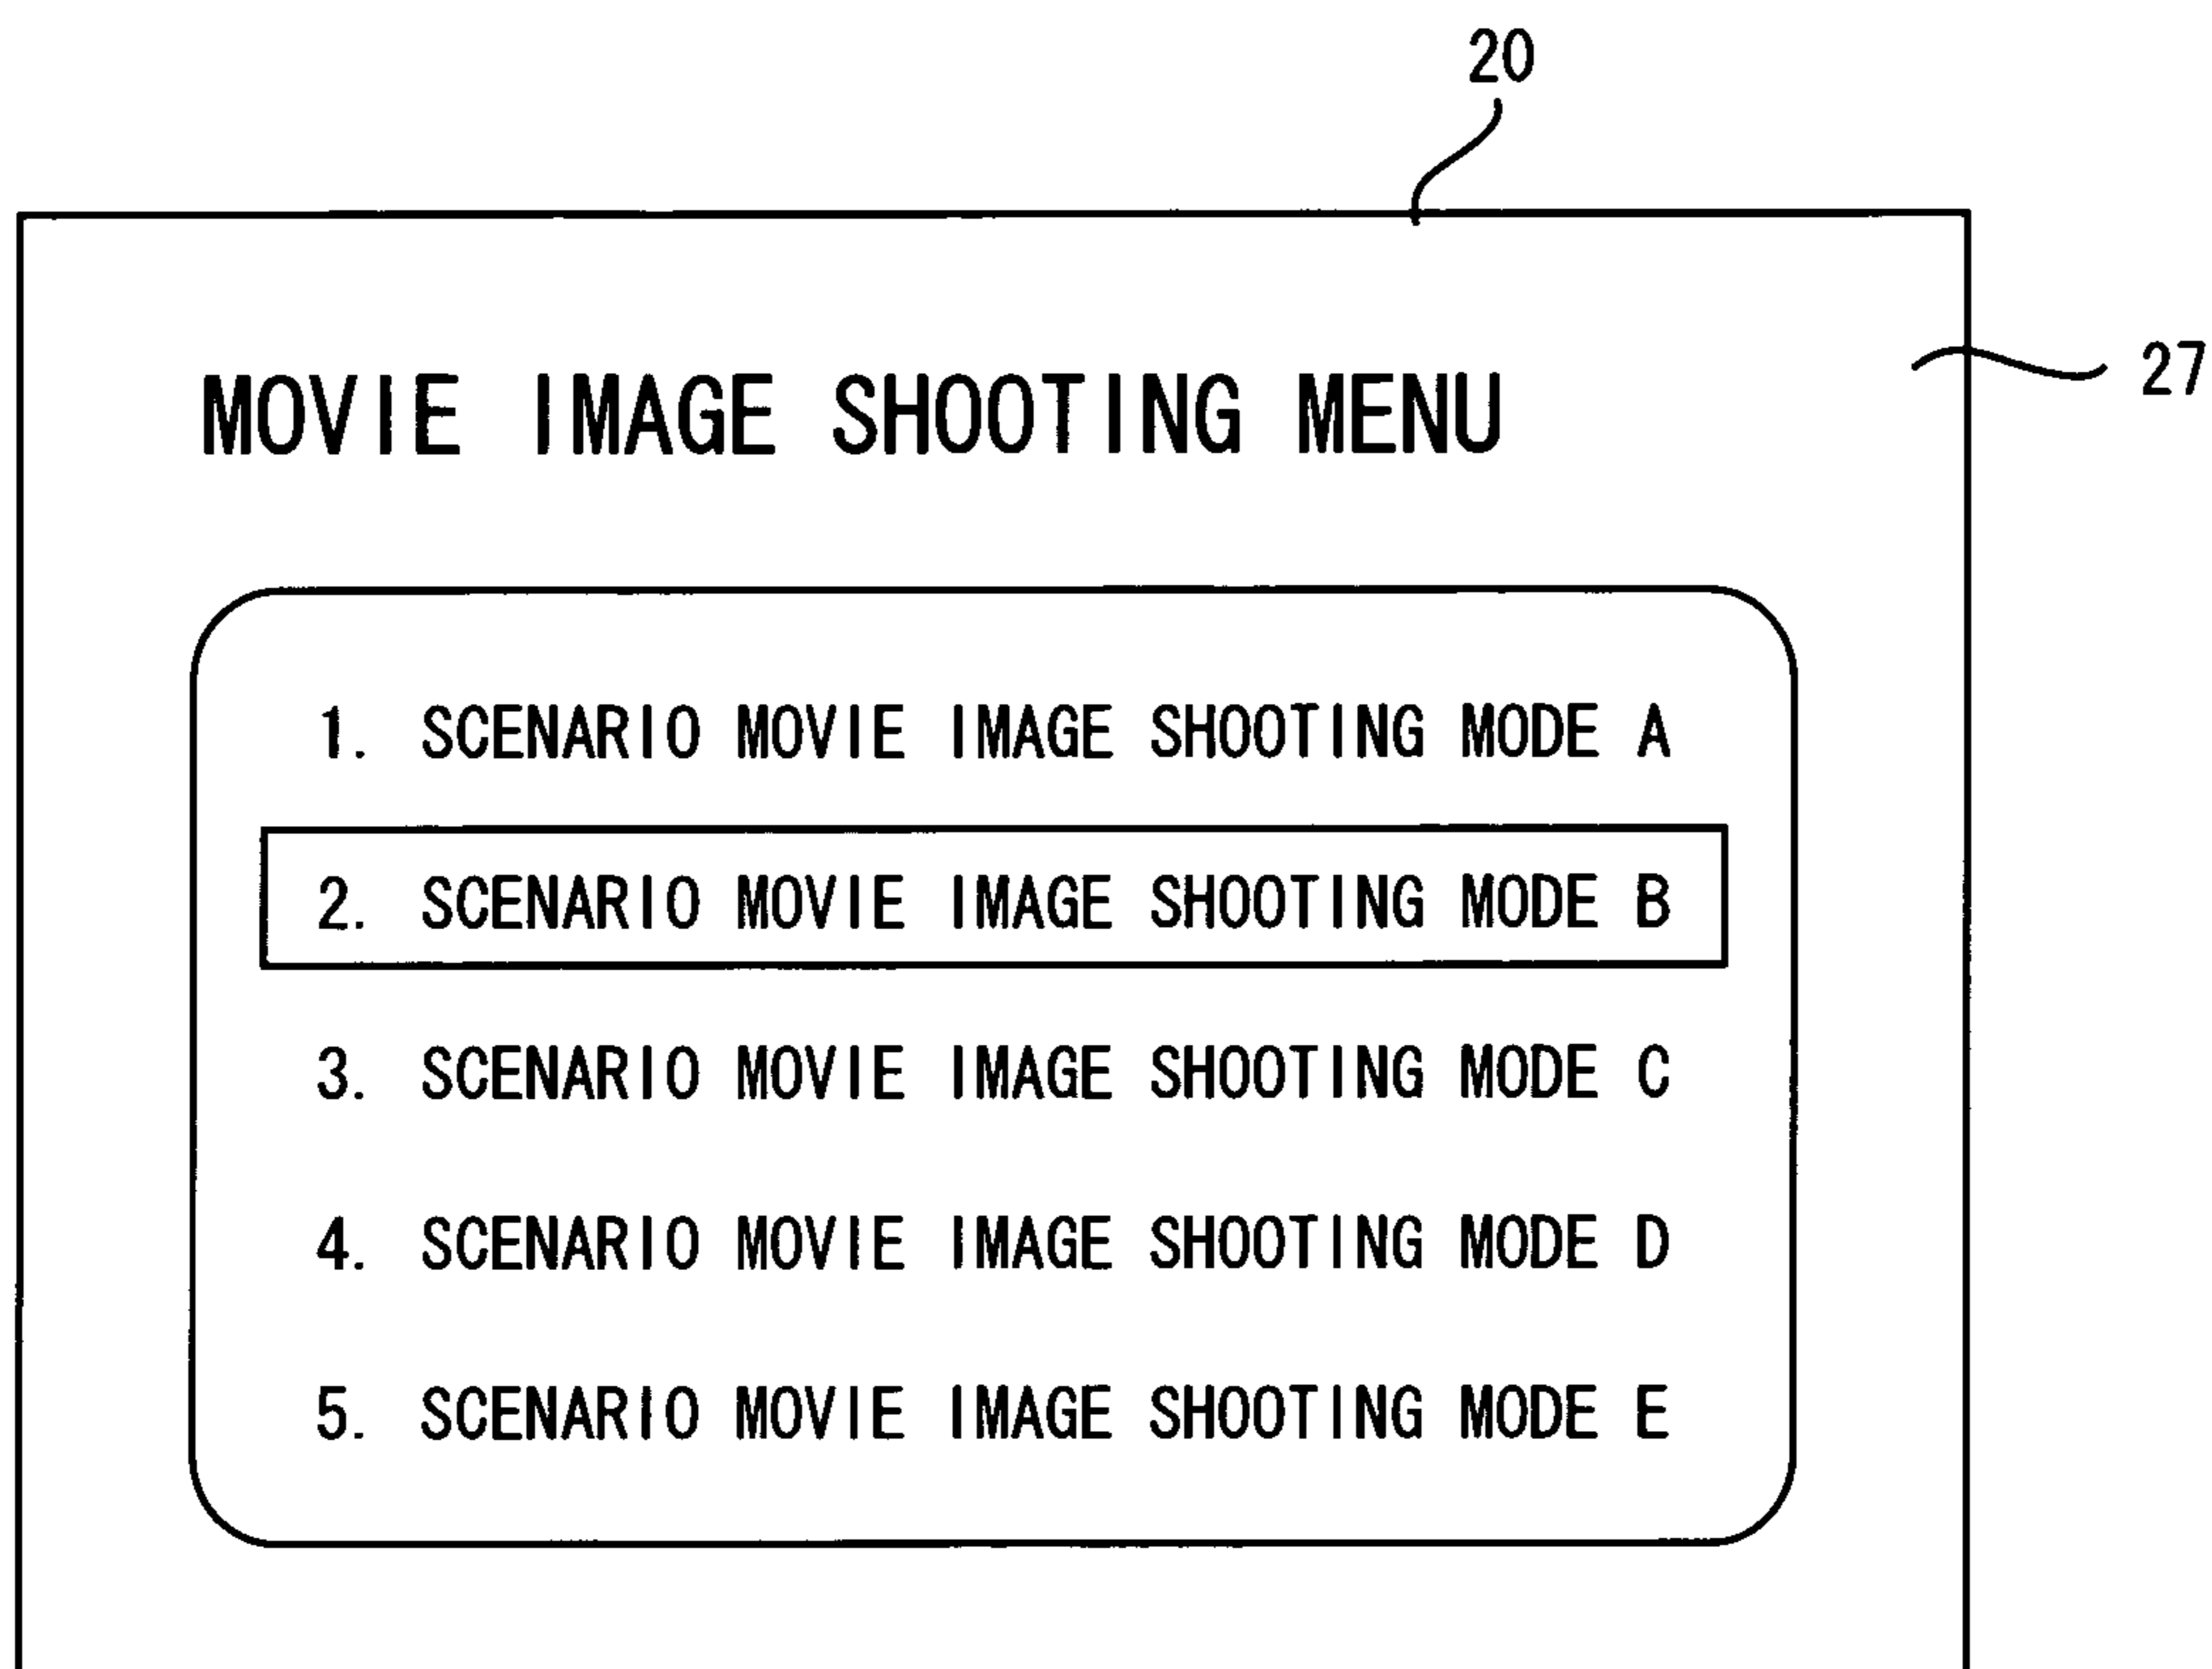 20
27
MOVIE IMAGE SHOOTING MENU
1. SCENARIO MOVIE IMAGE SHOOTING MODE A
2. SCENARIO MOVIE IMAGE SHOOTING MODE B
3. SCENARIO MOVIE IMAGE SHOOTING MODE C
4. SCENARIO MOVIE IMAGE SHOOTING MODE D
5. SCENARIO MOVIE IMAGE SHOOTING MODE E